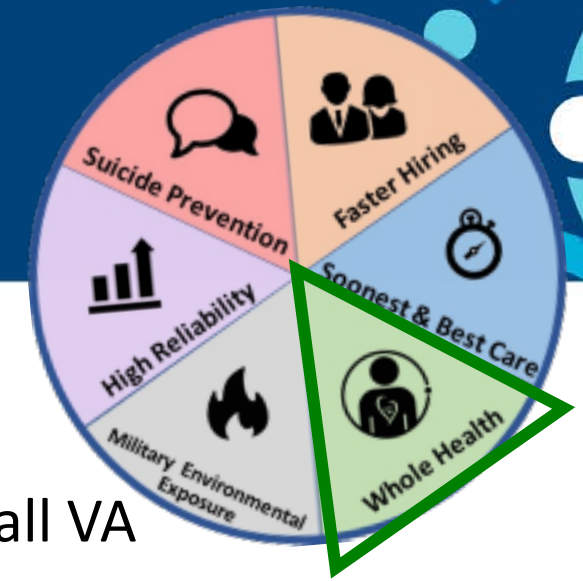 Suicide Prevention
Faster Hiring
Soonest & Best Care
High Reliability
Whole Health
Military Environmental
Exposure
all VA